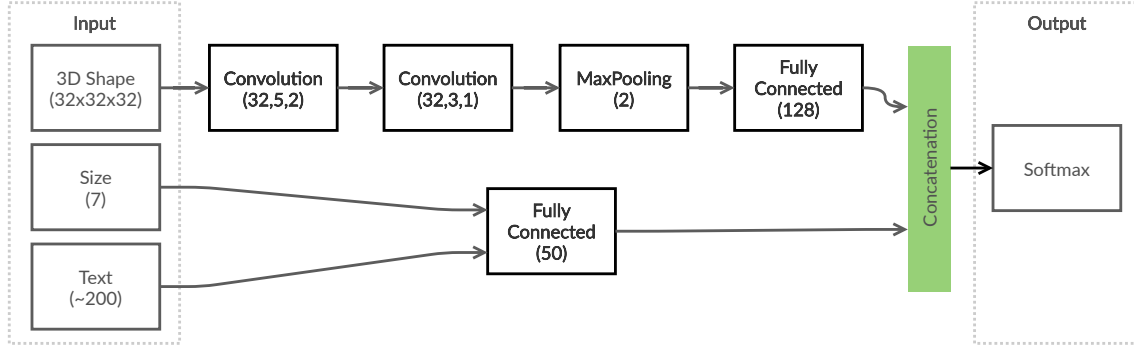 Input
3D Shape
(32x32x32)
Convolution
(32,5,2)
Convolution
(32,3,1)
MaxPooling
(2)
Fully
Connected
(128)
Size
(7)
Text
(~200)
Fully
Connected
(50)
Concatenation
Output
Softmax